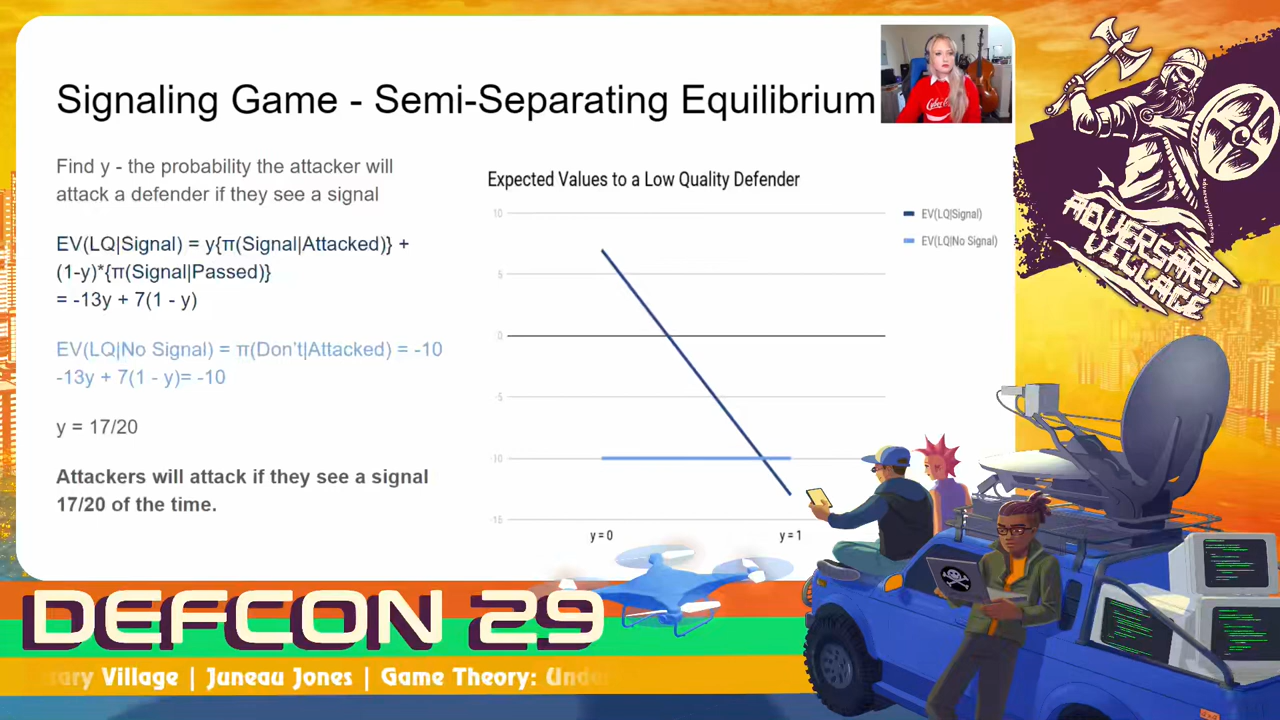 Signaling Game - Semi-Separating Equilibrium
Find y - the probability the attacker will
attack a defender if they see a signal
EV(LQ|Signal) = y{π(Signal|Attacked)} +
(1-y)*{π(Signal|Passed)}
= -13y + 7(1 - y)
EV(LQ|No Signal) = π(Don't|Attacked) = -10
-13y + 7(1 - y)= -10
y = 17/20
Attackers will attack if they see a signal
17/20 of the time.
Expected Values to a Low Quality Defender
10
5
0
-5
-10
-15
y = 0
y = 1
EV(LQ|Signal)
EV(LQ|No Signal)
ADVERSARY
VILLAGE
DEFCON 29
Village | Juneau Jones | Game Theory: